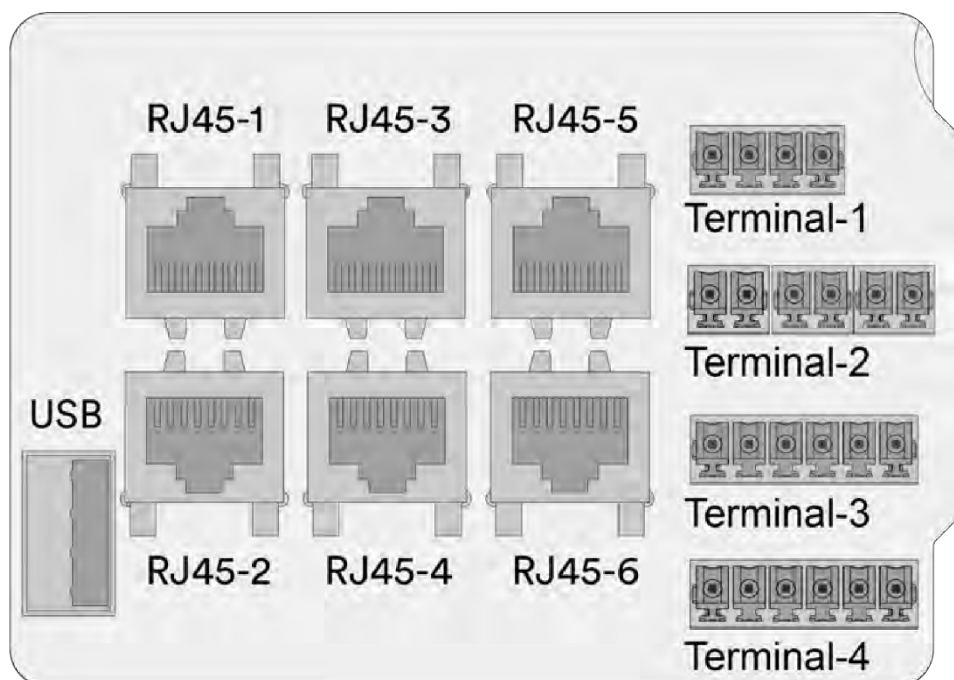 RJ45-1 RJ45-3 RJ45-5
Terminal-1
Terminal-2
USB
Terminal-3
RJ45-2 RJ45-4 RJ45-6
Terminal-4